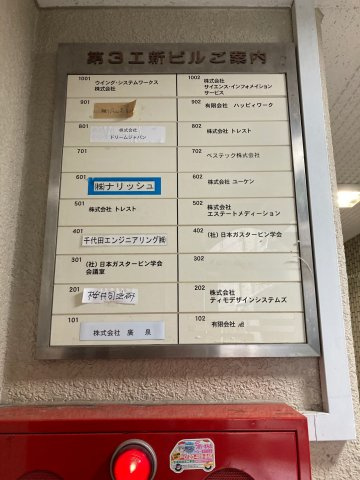 第3工新ビルご案内
1001
ウイング・システムワークス
株式会社
1002
株式会社
サイエンス・インフォメイション
サービス
901
902
有限会社 ハッピィワーク
801
株式会社
ドリームジャパン
802
株式会社 トレスト
701
702
ベステック株式会社
601
㈱ナリッシュ
602
株式会社 ユーケン
501
株式会社 トレスト
502
株式会社
エステートメディーション
401
千代田エンジニアリング㈱
402
(社)日本ガスタービン学会
301
(社)日本ガスタービン学会
会議室
302
201
202
株式会社
ティモデザインシステムズ
101
株式会社 廣 泉
102
有限会社